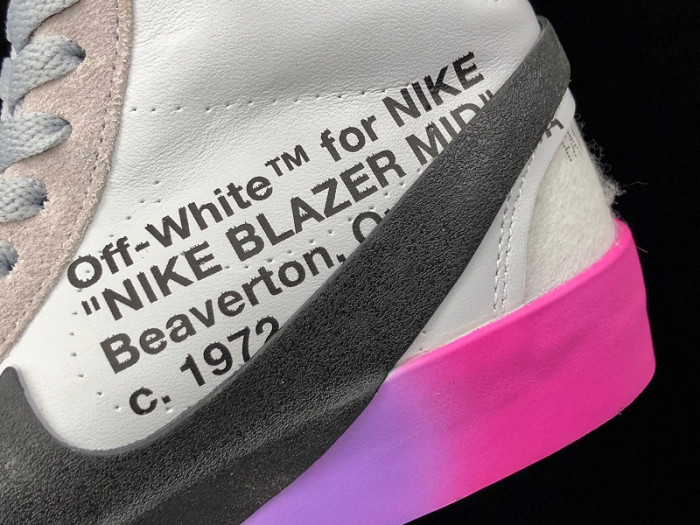 Off-White™ for NIKE
"NIKE BLAZER MID"
Beaverton,
c. 1972